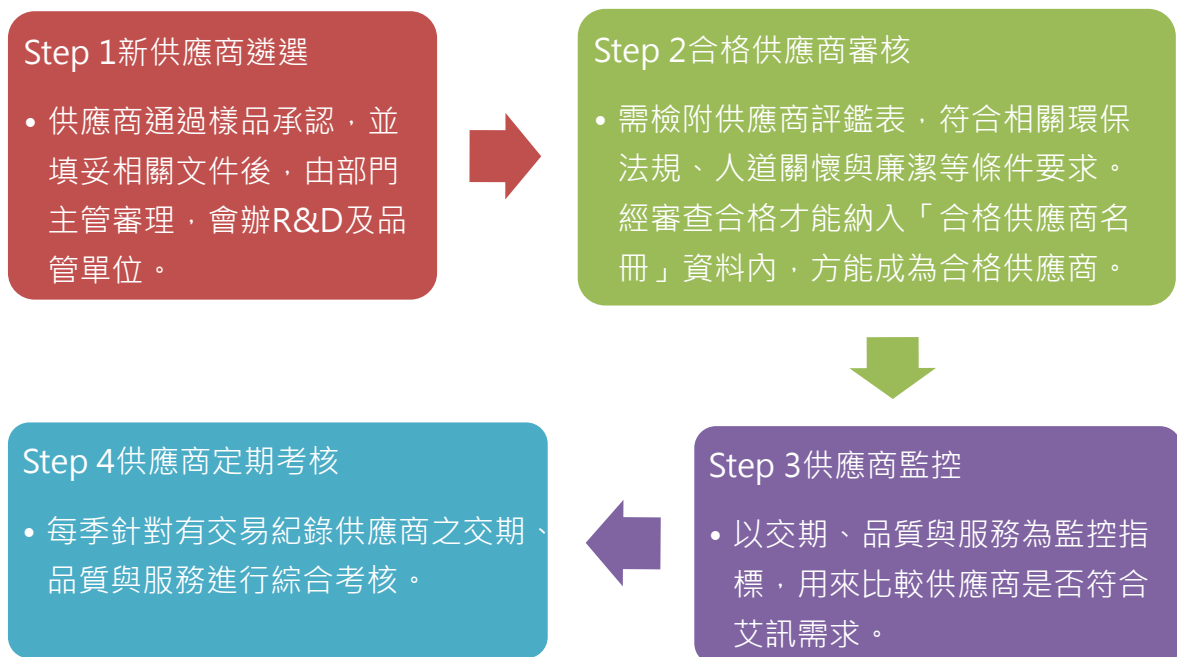 Step 1新供應商遴選
• 供應商通過樣品承認，並
填妥相關文件後，由部門
主管審理，會辦R&D及品
管單位。
Step 2合格供應商審核
• 需檢附供應商評鑑表，符合相關環保
法規、人道關懷與廉潔等條件要求。
經審查合格才能納入「合格供應商名
冊」資料內，方能成為合格供應商。
Step 3供應商監控
• 以交期、品質與服務為監控指
標，用來比較供應商是否符合
艾訊需求。
Step 4供應商定期考核
• 每季針對有交易紀錄供應商之交期、
品質與服務進行綜合考核。